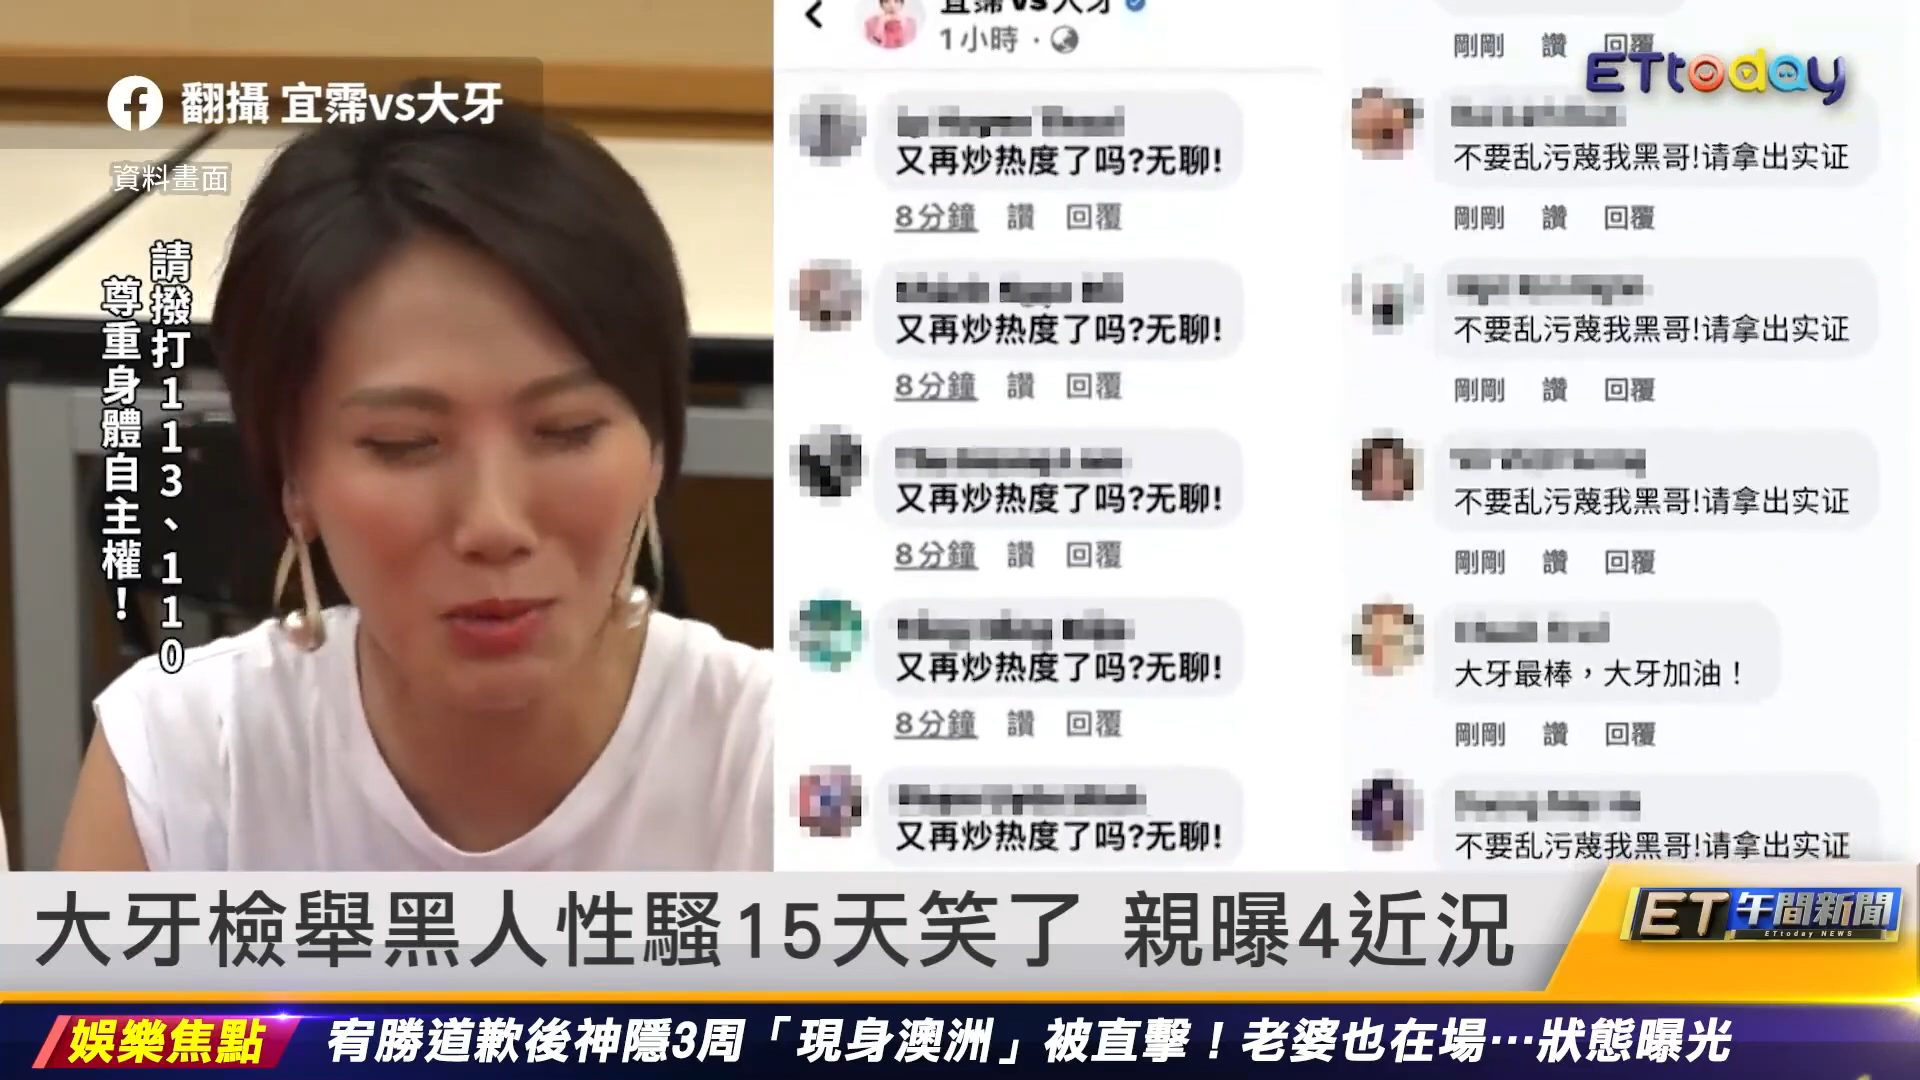 翻攝 宜霈vs大牙
資料畫面
請撥打113、110
尊重身體自主權！
宜霈vs大牙
1小時
又再炒热度了吗?无聊!
8分鐘 讚 回覆
又再炒热度了吗?无聊!
8分鐘 讚 回覆
又再炒热度了吗?无聊!
8分鐘 讚 回覆
又再炒热度了吗?无聊!
8分鐘 讚 回覆
又再炒热度了吗?无聊!
剛剛 讚 回覆
ETtoday
不要乱污蔑我黑哥!请拿出实证
剛剛 讚 回覆
不要乱污蔑我黑哥!请拿出实证
剛剛 讚 回覆
不要乱污蔑我黑哥!请拿出实证
剛剛 讚 回覆
大牙最棒，大牙加油！
剛剛 讚 回覆
不要乱污蔑我黑哥!请拿出实证
大牙檢舉黑人性騷15天笑了 親曝4近況
ET午間新聞
ETtoday NEWS
娛樂焦點 宥勝道歉後神隱3周「現身澳洲」被直擊！老婆也在場…狀態曝光